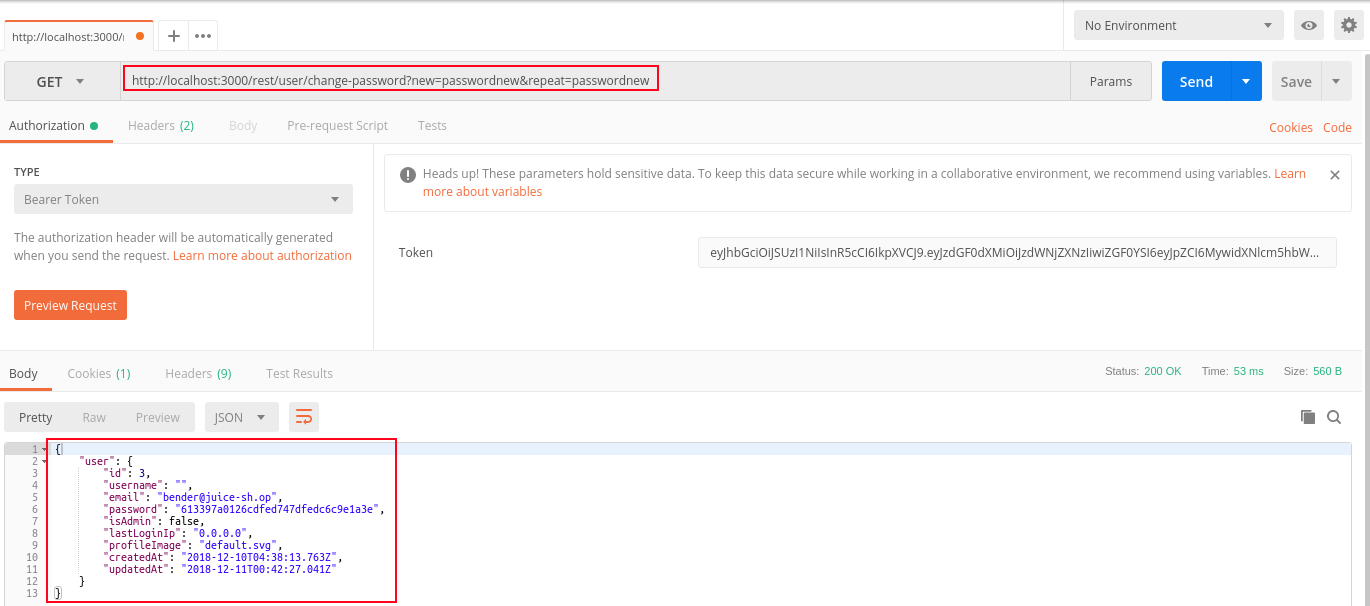 http://localhost:3000/
No Environment
GET
http://localhost:3000/rest/user/change-password?new=passwordnew&repeat=passwordnew
Params
Send
Save
Authorization
Headers (2)
Body
Pre-request Script
Tests
Cookies
Code
TYPE
Bearer Token
The authorization header will be automatically generated
when you send the request. Learn more about authorization
Preview Request
Heads up! These parameters hold sensitive data. To keep this data secure while working in a collaborative environment, we recommend using variables. Learn
more about variables
Token
eyJhbGciOiJSUzI1NiIsInR5cCI6IkpXVCJ9.eyJzdGF0dXMiOiJzdWNjZXNzIiwiZGF0YSI6eyJpZCI6MywidXNlcm5hbW...
Body
Cookies (1)
Headers (9)
Test Results
Status: 200 OK
Time: 53 ms
Size: 560 B
Pretty
Raw
Preview
JSON
1 {
2 "user": {
3 "id": 3,
4 "username": "",
5 "email": "bender@juice-sh.op",
6 "password": "613397a0126cdfed747dfedc6c9e1a3e",
7 "isAdmin": false,
8 "lastLoginIp": "0.0.0.0",
9 "profileImage": "default.svg",
10 "createdAt": "2018-12-10T04:38:13.763Z",
11 "updatedAt": "2018-12-11T00:42:27.041Z"
12 }
13 }